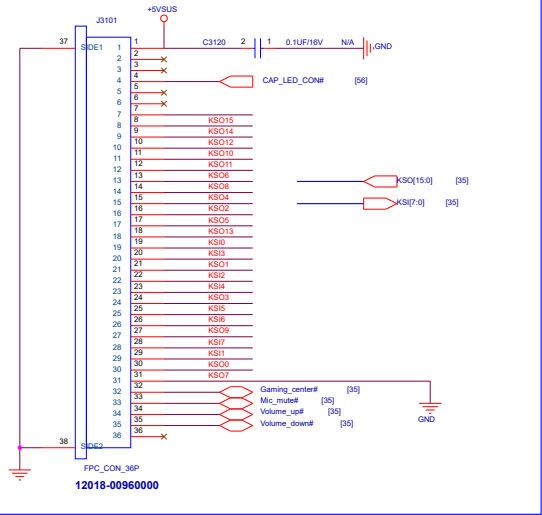 +5VSUS
J3101
37 SIDE1 1 1 C3120 2 1 0.1UF/16V N/A GND
2 2
3 3
4 4 CAP_LED_CON# [56]
5 5
6 6
7 7
8 8 KSO15
9 9 KSO14
10 10 KSO12
11 11 KSO10
12 12 KSO11
13 13 KSO6 KSO[15:0] [35]
14 14 KSO8
15 15 KSO4 KSI[7:0] [35]
16 16 KSO2
17 17 KSO5
18 18 KSO13
19 19 KSI0
20 20 KSI3
21 21 KSO1
22 22 KSI2
23 23 KSI4
24 24 KSO3
25 25 KSI5
26 26 KSI6
27 27 KSO9
28 28 KSI7
29 29 KSI1
30 30 KSO0
31 31 KSO7
32 32 Gaming_center# [35]
33 33 Mic_mute# [35]
34 34 Volume_up# [35]
35 35 Volume_down# [35]
GND
36 36
38 SIDE2
FPC_CON_36P
12018-00960000